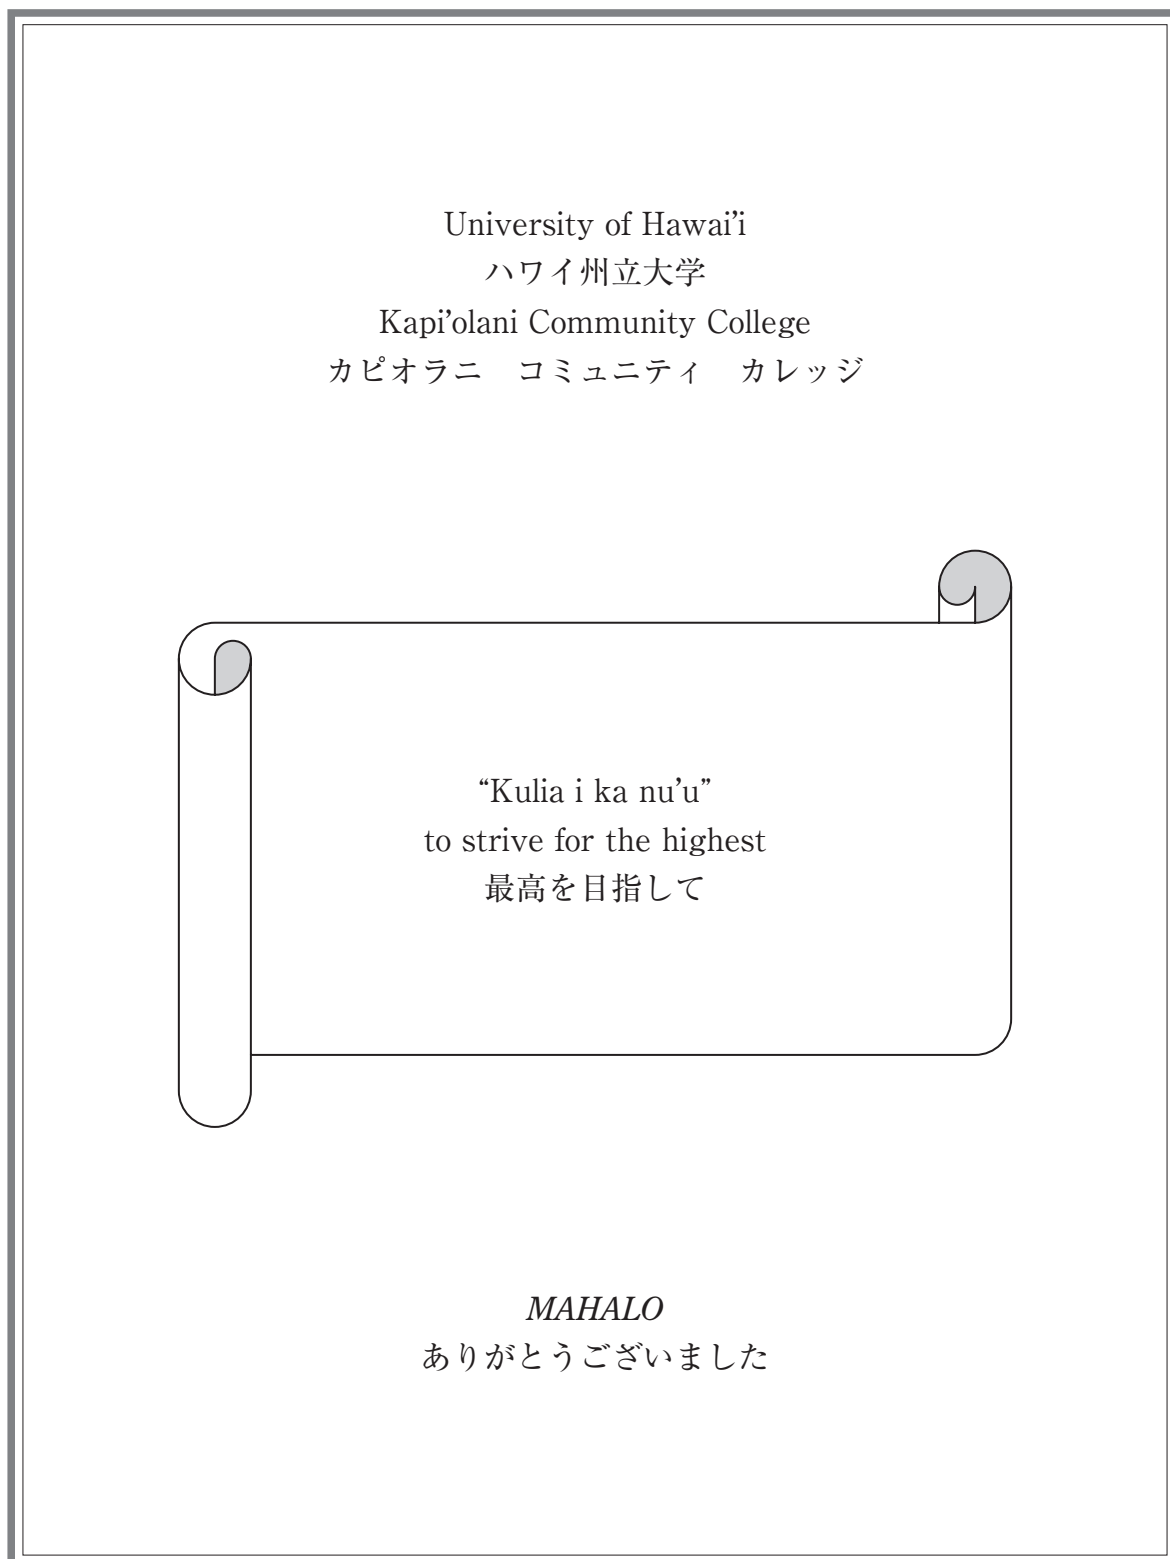 University of Hawai’i
ハワイ州立大学
Kapi’olani Community College
カピオラニ　コミュニティ　カレッジ
“Kulia i ka nu’u”
to strive for the highest
最高を目指して
MAHALO
ありがとうございました